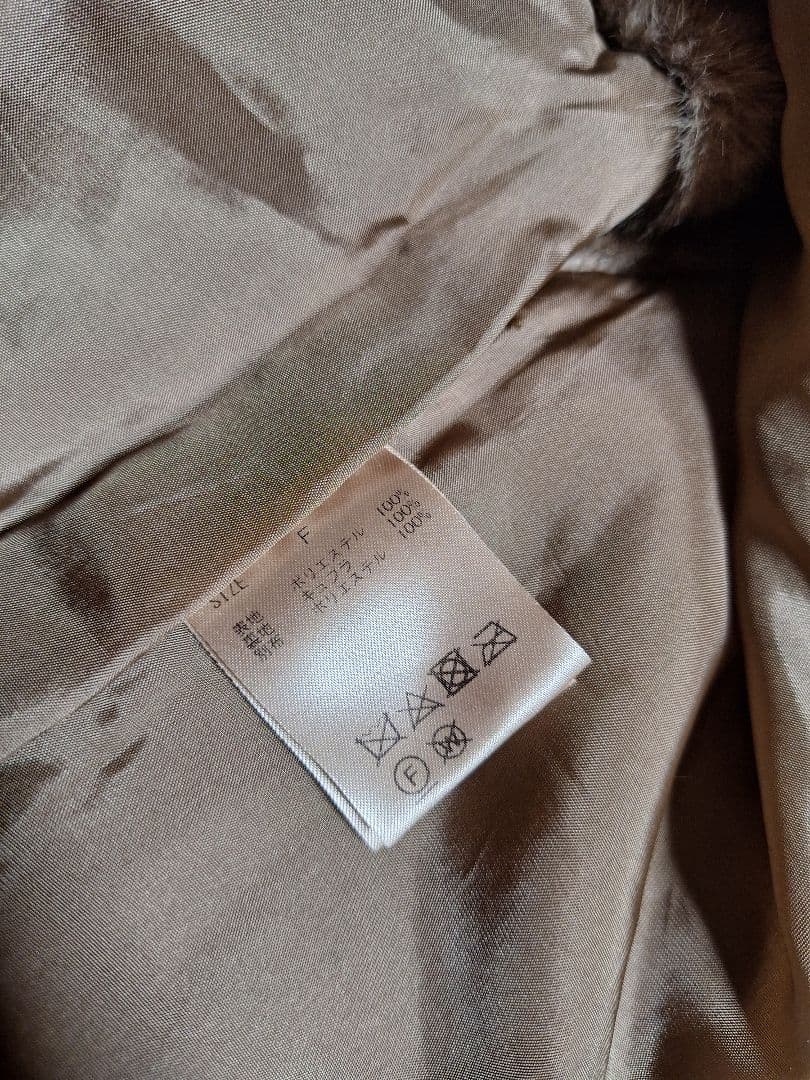 SIZE F
表地 ポリエステル 100%
裏地 キュプラ 100%
別布 ポリエステル 100%
F W